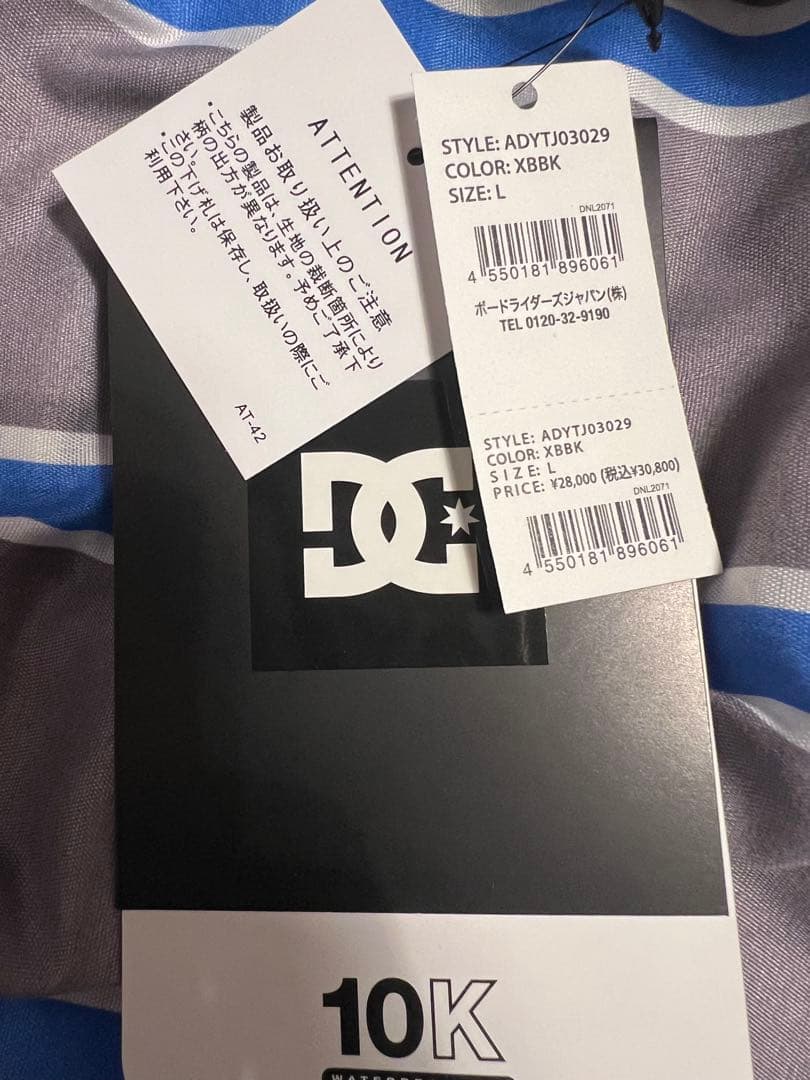 ATTENTION
製品お取り扱い上のご注意
・こちらの製品は、生地の裁断箇所により
柄の出方が異なります。予めご了承下
さい。
・この下げ札は保存し、取扱いの際にご
利用下さい。
AT-42
STYLE: ADYTJ03029
COLOR: XBBK
SIZE: L
DNL2071
4 550181 896061
ボードライダーズジャパン(株)
TEL 0120-32-9190
STYLE: ADYTJ03029
COLOR: XBBK
SIZE: L
PRICE: ¥28,000 (税込¥30,800)
DNL2071
4 550181 896061
DC
10K